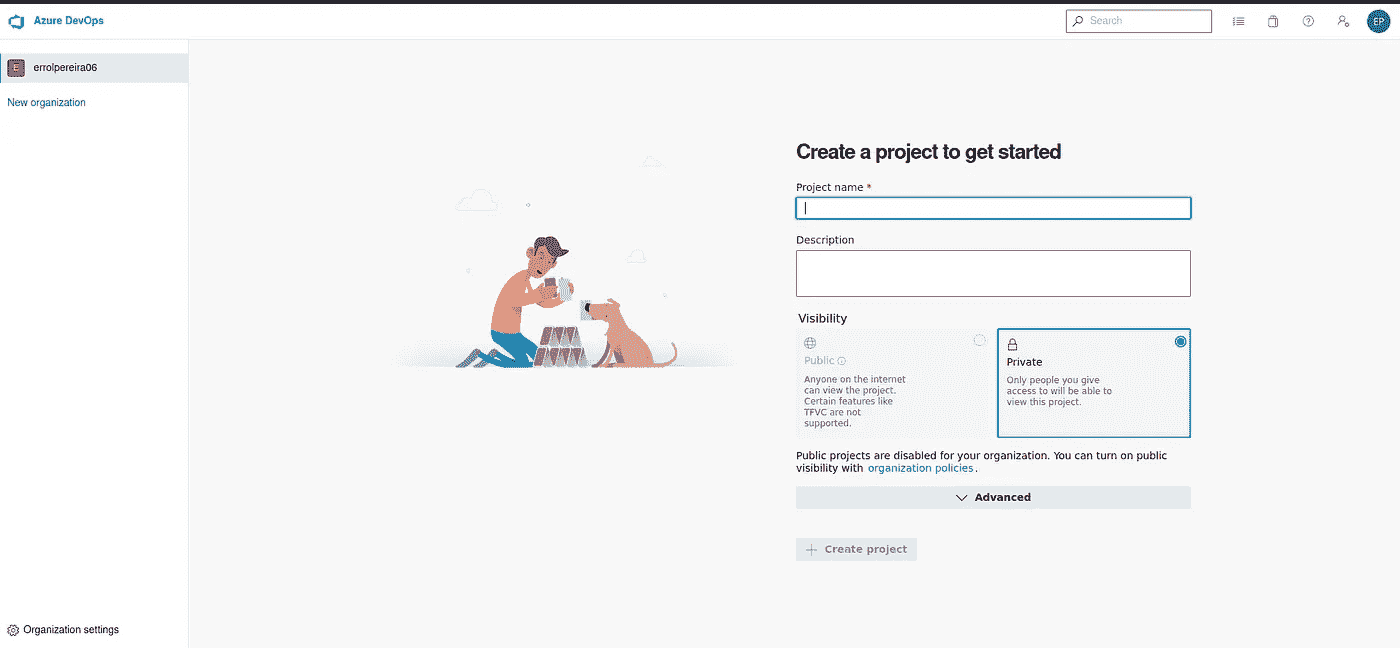 Azure DevOps
Search
EP
E
errolpereira06
New organization
Create a project to get started
Project name *
Description
Visibility
Public
Anyone on the internet
can view the project.
Certain features like
TFVC are not
supported.
Private
Only people you give
access to will be able to
view this project.
Public projects are disabled for your organization. You can turn on public
visibility with organization policies.
Advanced
Create project
Organization settings